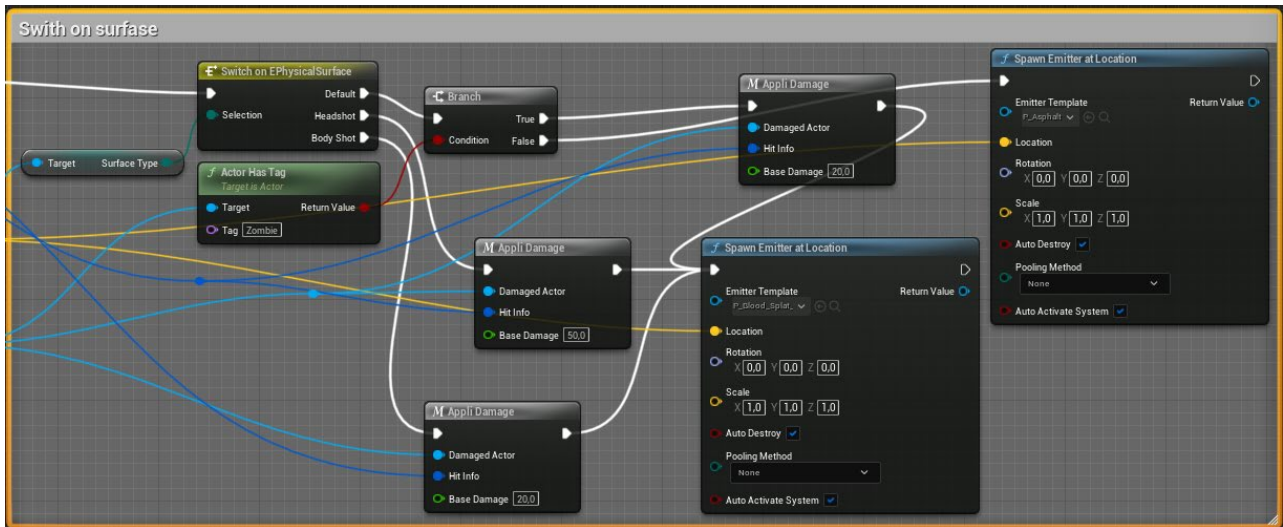 Swith on surfase
Switch on EPhysicalSurface
Default
Selection
Headshot
Body Shot
Target
Surface Type
f Actor Has Tag
Target is Actor
Target
Return Value
Tag Zombie
Branch
True
Condition
False
M Appli Damage
Damaged Actor
Hit Info
Base Damage 20,0
M Appli Damage
Damaged Actor
Hit Info
Base Damage 50,0
M Appli Damage
Damaged Actor
Hit Info
Base Damage 20,0
f Spawn Emitter at Location
Emitter Template
Return Value
P_Blood_Splat_
Location
Rotation
X 0,0 Y 0,0 Z 0,0
Scale
X 1,0 Y 1,0 Z 1,0
Auto Destroy
Pooling Method
None
Auto Activate System
f Spawn Emitter at Location
Emitter Template
Return Value
P_Asphalt
Location
Rotation
X 0,0 Y 0,0 Z 0,0
Scale
X 1,0 Y 1,0 Z 1,0
Auto Destroy
Pooling Method
None
Auto Activate System